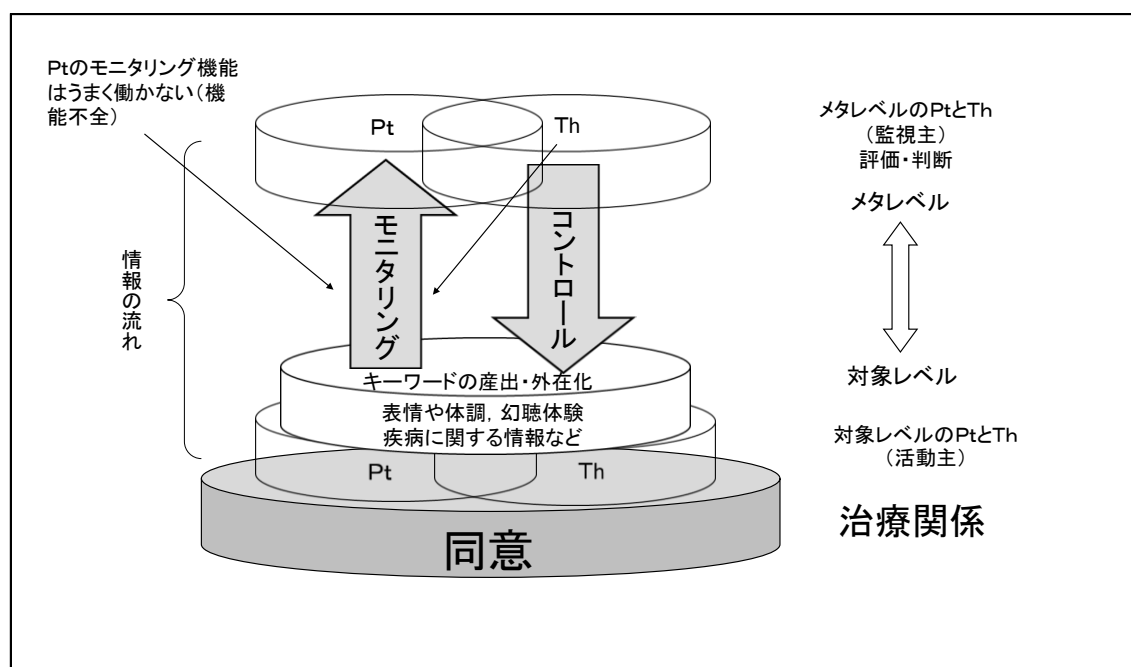 Ptのモニタリング機能
はうまく働かない(機
能不全)
Pt
Th
メタレベルのPtとTh
(監視主)
評価・判断
メタレベル
モニタリング
コントロール
情報の流れ
キーワードの産出・外在化
表情や体調,幻聴体験
疾病に関する情報など
対象レベル
対象レベルのPtとTh
(活動主)
Pt
Th
同意
治療関係